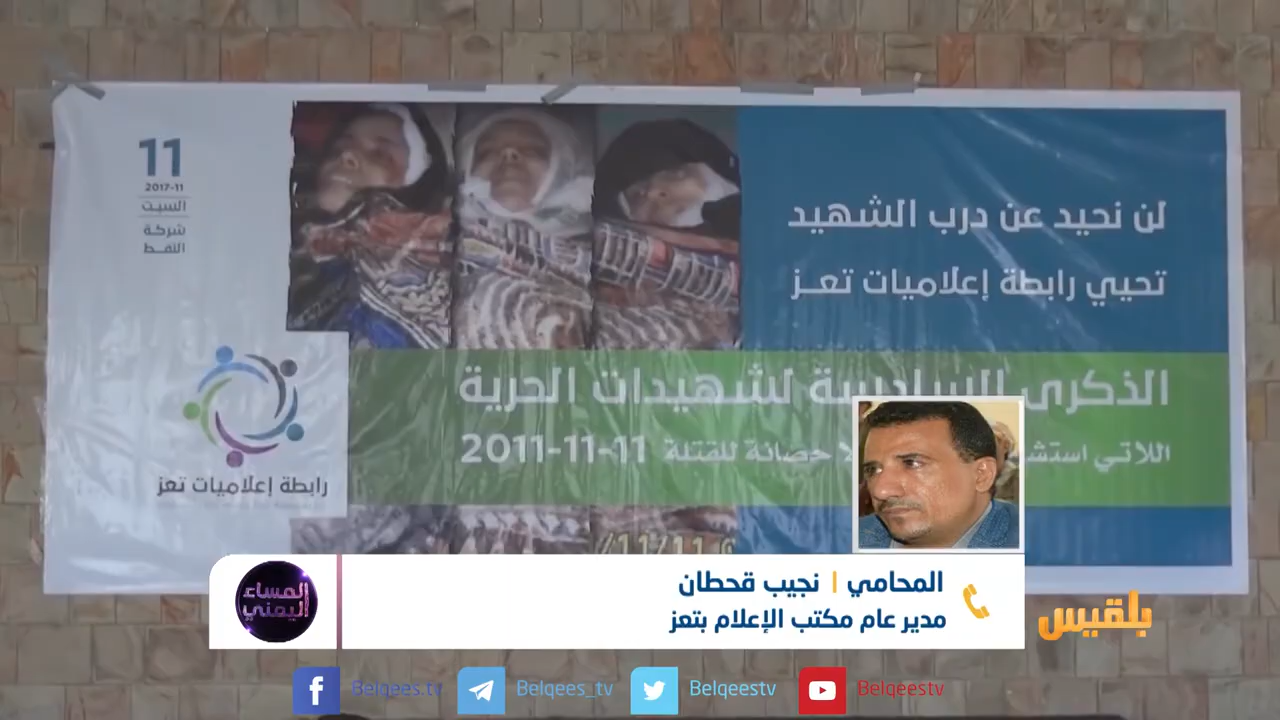 لن نحيد عن درب الشهيد
تحيي رابطة إعلاميات تعـز
الذكرى السادسة لشهيدات الحرية
اللاتي حصانة للقتلة 11-11-2011
11
2017-11
السبت
شركة
النفط
رابطة إعلاميات تعز
المحامي | نجيب قحطان
مدير عام مكتب الإعلام بتعز
المساء
اليمني
بلقيس
Belqees.tv
Belqees_tv
Belqeestv
Belqeestv